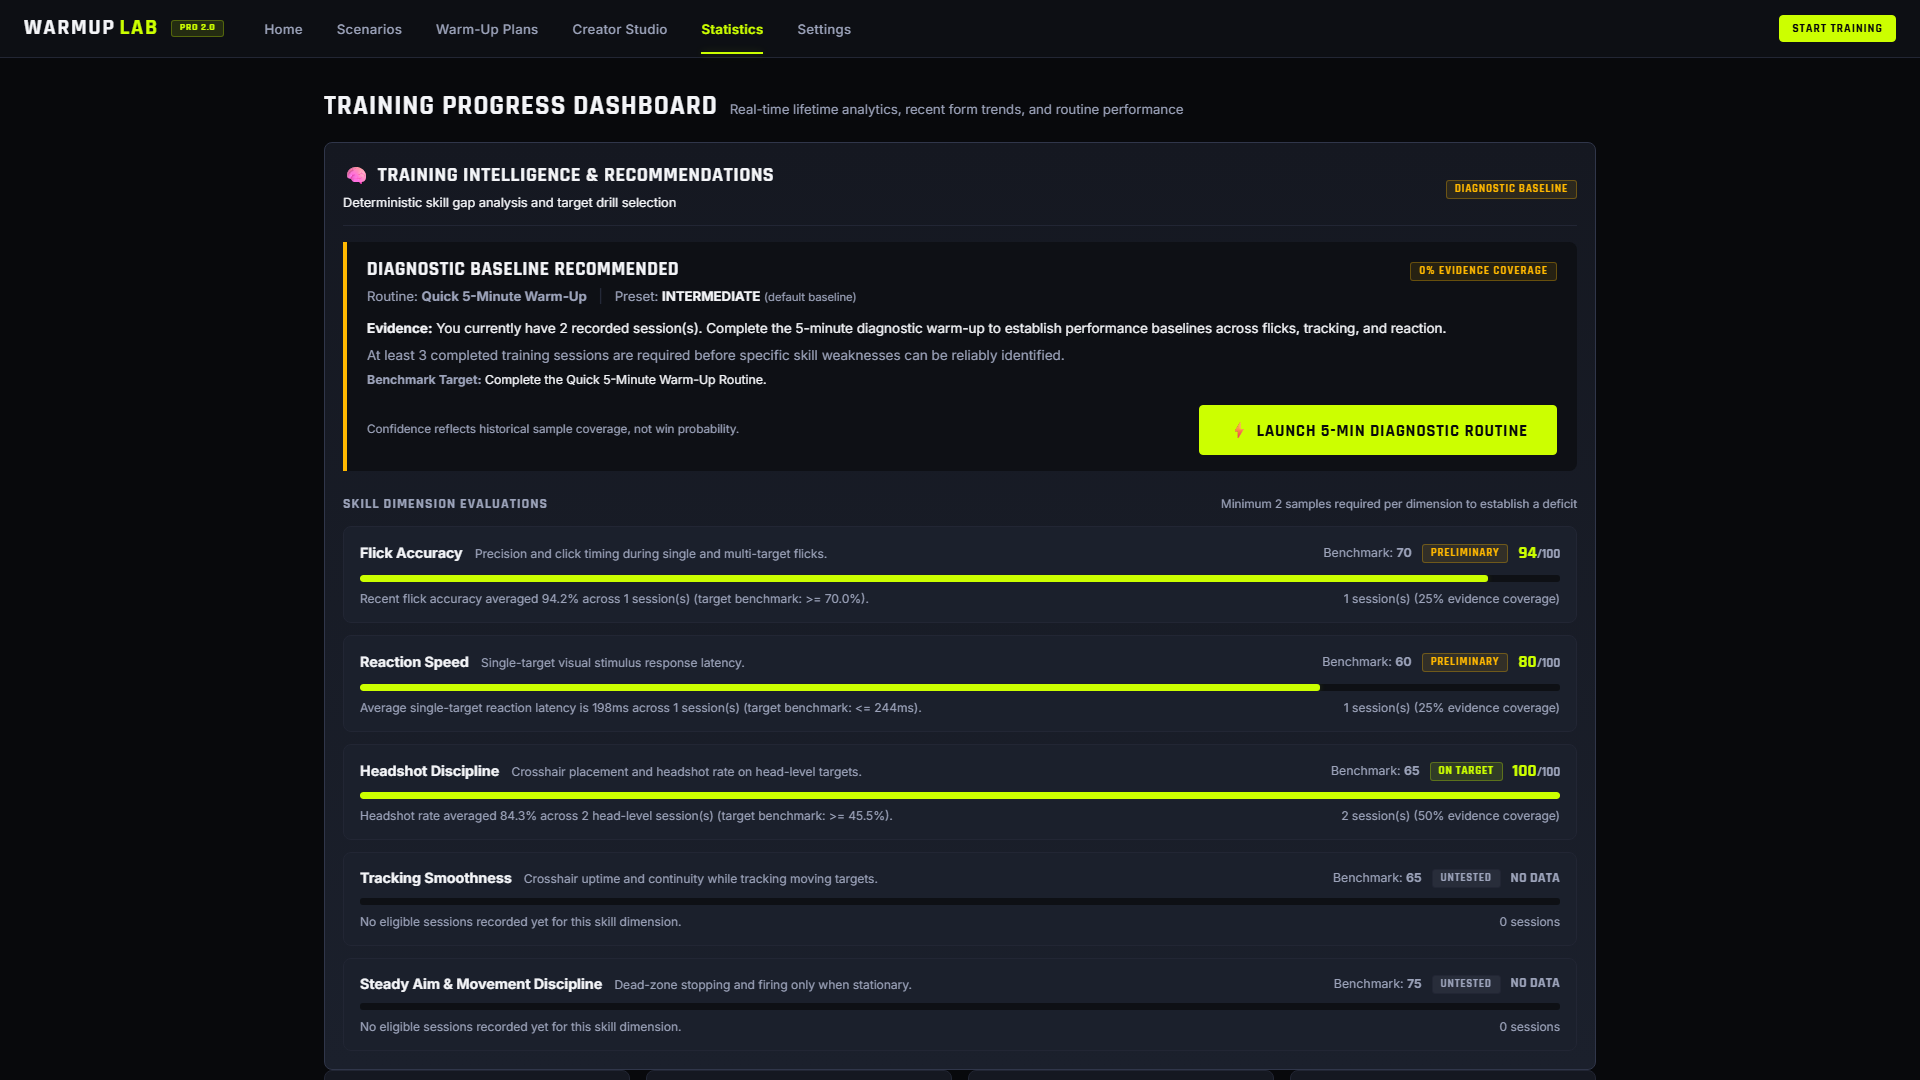 WARMUP LAB PRO 2.0 Home Scenarios Warm-Up Plans Creator Studio Statistics Settings START TRAINING
TRAINING PROGRESS DASHBOARD Real-time lifetime analytics, recent form trends, and routine performance
TRAINING INTELLIGENCE & RECOMMENDATIONS
DIAGNOSTIC BASELINE
Deterministic skill gap analysis and target drill selection
DIAGNOSTIC BASELINE RECOMMENDED 0% EVIDENCE COVERAGE
Routine: Quick 5-Minute Warm-Up Preset: INTERMEDIATE (default baseline)
Evidence: You currently have 2 recorded session(s). Complete the 5-minute diagnostic warm-up to establish performance baselines across flicks, tracking, and reaction.
At least 3 completed training sessions are required before specific skill weaknesses can be reliably identified.
Benchmark Target: Complete the Quick 5-Minute Warm-Up Routine.
Confidence reflects historical sample coverage, not win probability. LAUNCH 5-MIN DIAGNOSTIC ROUTINE
SKILL DIMENSION EVALUATIONS Minimum 2 samples required per dimension to establish a deficit
Flick Accuracy Precision and click timing during single and multi-target flicks. Benchmark: 70 PRELIMINARY 94/100
Recent flick accuracy averaged 94.2% across 1 session(s) (target benchmark: >= 70.0%). 1 session(s) (25% evidence coverage)
Reaction Speed Single-target visual stimulus response latency. Benchmark: 60 PRELIMINARY 80/100
Average single-target reaction latency is 198ms across 1 session(s) (target benchmark: <= 244ms). 1 session(s) (25% evidence coverage)
Headshot Discipline Crosshair placement and headshot rate on head-level targets. Benchmark: 65 ON TARGET 100/100
Headshot rate averaged 84.3% across 2 head-level session(s) (target benchmark: >= 45.5%). 2 session(s) (50% evidence coverage)
Tracking Smoothness Crosshair uptime and continuity while tracking moving targets. Benchmark: 65 UNTESTED NO DATA
No eligible sessions recorded yet for this skill dimension. 0 sessions
Steady Aim & Movement Discipline Dead-zone stopping and firing only when stationary. Benchmark: 75 UNTESTED NO DATA
No eligible sessions recorded yet for this skill dimension. 0 sessions